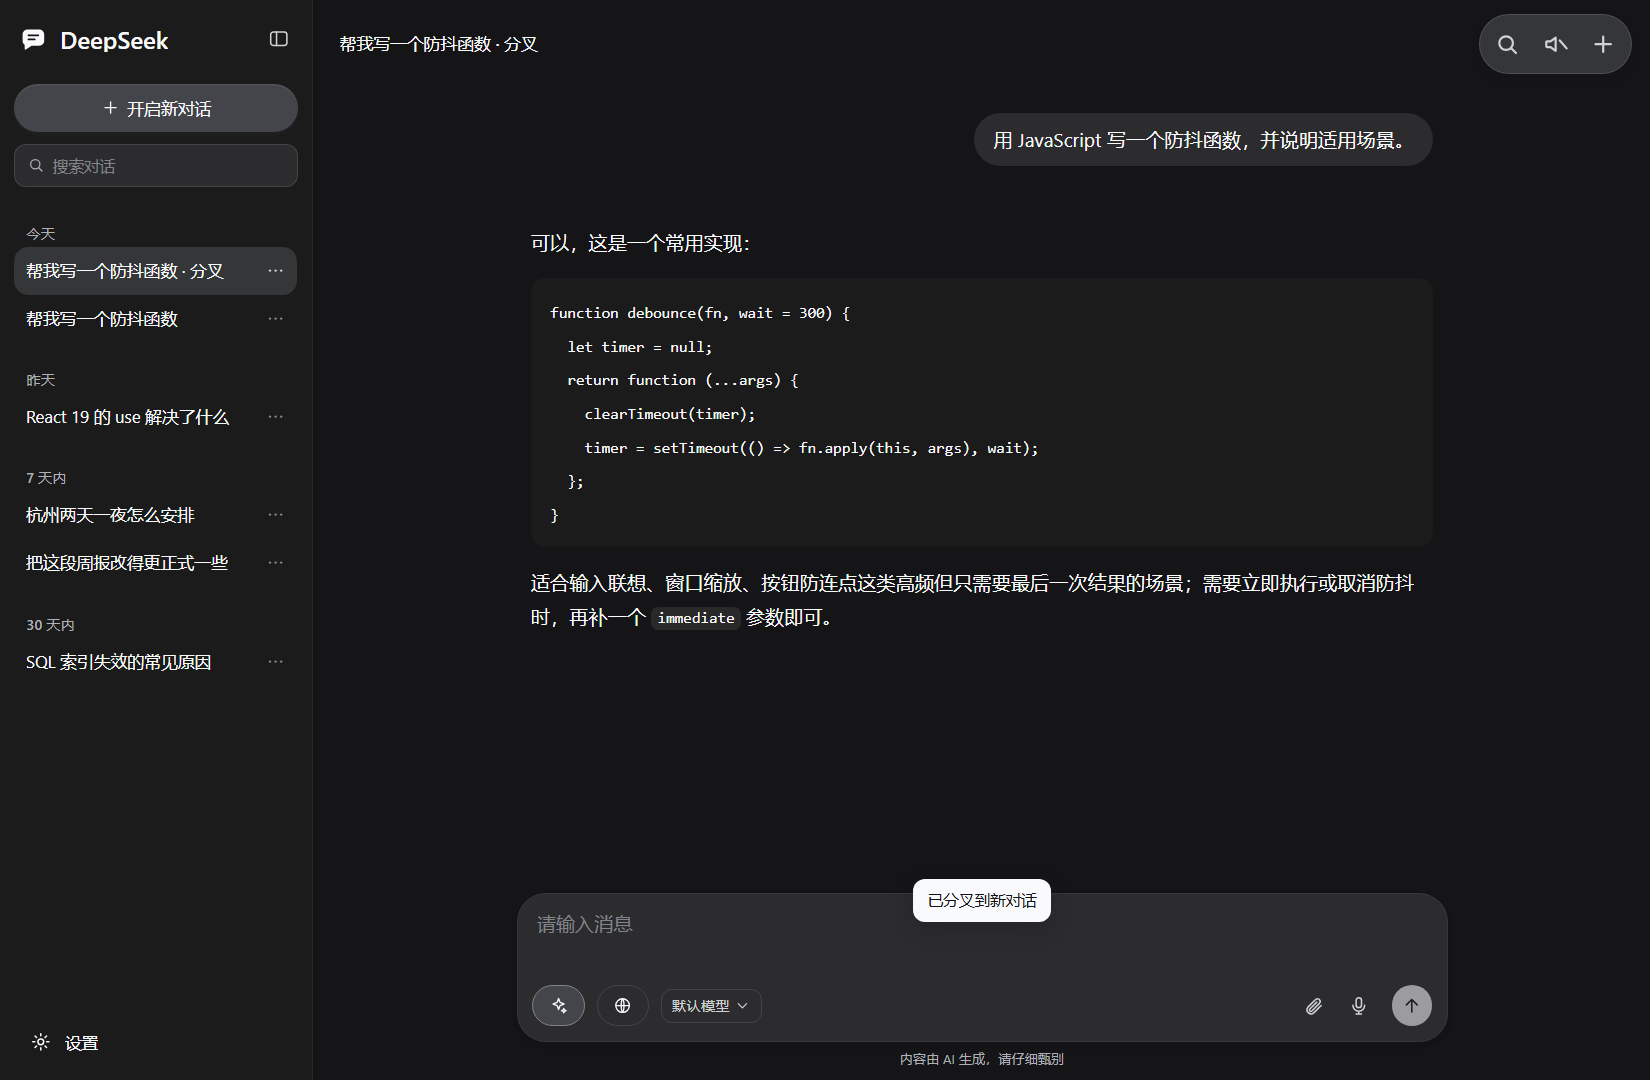 DeepSeek
开启新对话
搜索对话
今天
帮我写一个防抖函数 · 分叉
帮我写一个防抖函数
昨天
React 19 的 use 解决了什么
7 天内
杭州两天一夜怎么安排
把这段周报改得更正式一些
30 天内
SQL 索引失效的常见原因
设置
帮我写一个防抖函数 · 分叉
用 JavaScript 写一个防抖函数，并说明适用场景。
可以，这是一个常用实现：
function debounce(fn, wait = 300) {
  let timer = null;
  return function (...args) {
    clearTimeout(timer);
    timer = setTimeout(() => fn.apply(this, args), wait);
  };
}
适合输入联想、窗口缩放、按钮防连点这类高频但只需要最后一次结果的场景；需要立即执行或取消防抖
时，再补一个 immediate 参数即可。
已分叉到新对话
请输入消息
默认模型
内容由 AI 生成，请仔细甄别